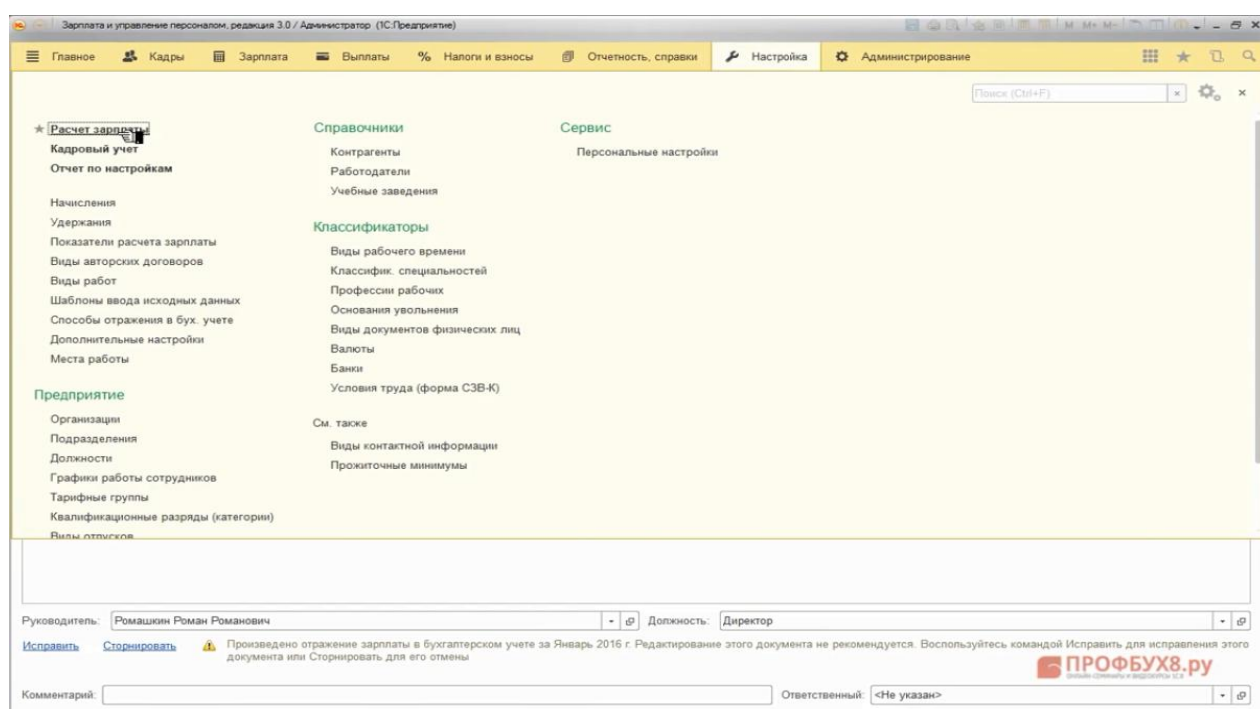 Зарплата и управление персоналом, редакция 3.0 / Администратор (1С:Предприятие)
M M+ M-
Главное Кадры Зарплата Выплаты % Налоги и взносы Отчетность, справки Настройка Администрирование
Поиск (Ctrl+F)
Расчет зарплаты
Кадровый учет
Отчет по настройкам
Начисления
Удержания
Показатели расчета зарплаты
Виды авторских договоров
Виды работ
Шаблоны ввода исходных данных
Способы отражения в бух. учете
Дополнительные настройки
Места работы
Предприятие
Организации
Подразделения
Должности
Графики работы сотрудников
Тарифные группы
Квалификационные разряды (категории)
Виды отпусков
Справочники
Контрагенты
Работодатели
Учебные заведения
Классификаторы
Виды рабочего времени
Классифик. специальностей
Профессии рабочих
Основания увольнения
Виды документов физических лиц
Валюты
Банки
Условия труда (форма СЗВ-К)
См. также
Виды контактной информации
Прожиточные минимумы
Сервис
Персональные настройки
Руководитель: Ромашкин Роман Романович Должность: Директор
Исправить Сторнировать Произведено отражение зарплаты в бухгалтерском учете за Январь 2016 г. Редактирование этого документа не рекомендуется. Воспользуйтесь командой Исправить для исправления этого
документа или Сторнировать для его отмены
ПРОФБУХ8.ру
ОНЛАЙН-СЕМИНАРЫ И ВИДЕОКУРСЫ 1С:8
Комментарий: Ответственный: <Не указан>